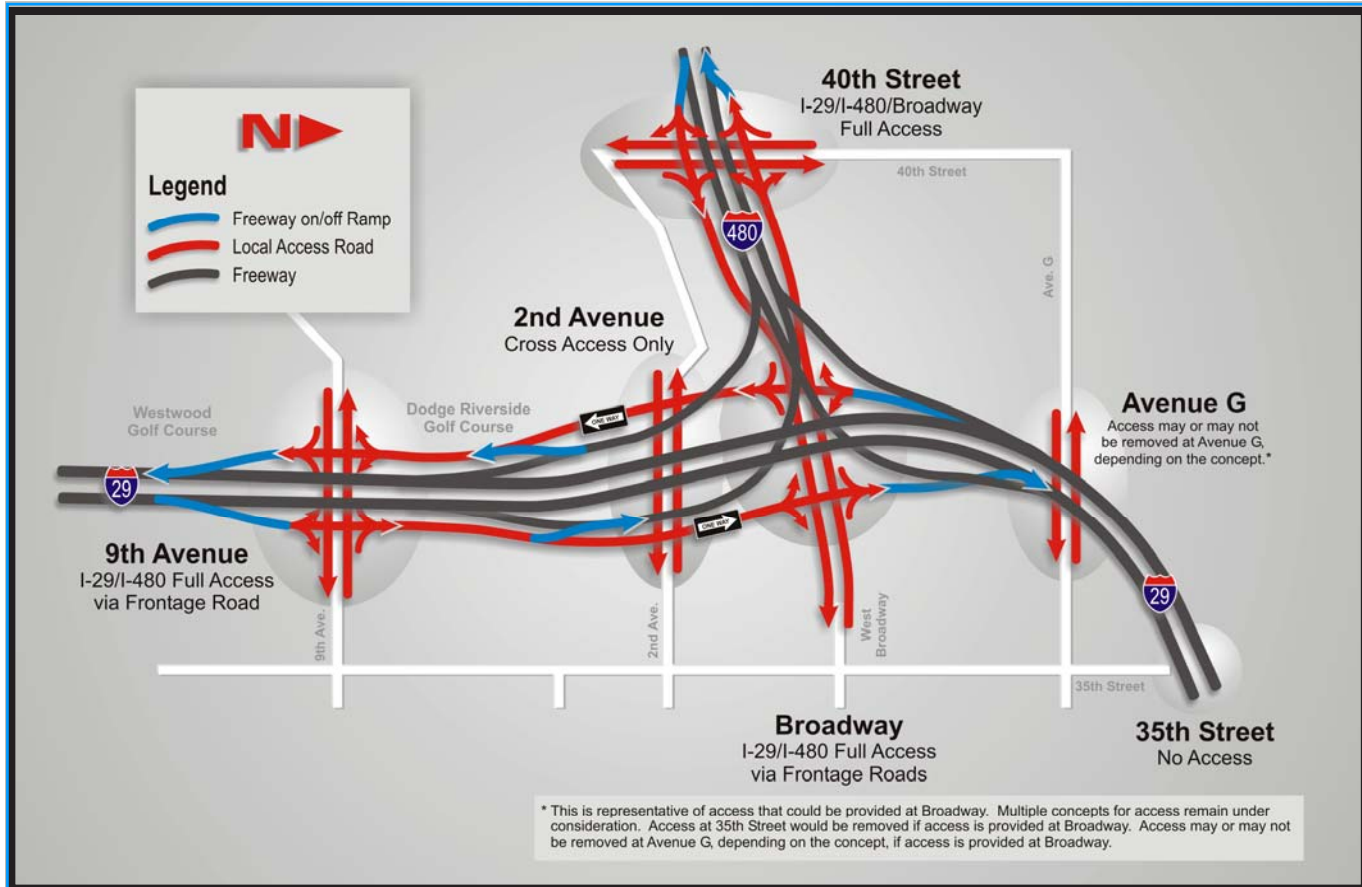 N
Legend
Freeway on/off Ramp
Local Access Road
Freeway
40th Street
I-29/I-480/Broadway
Full Access
40th Street
480
Ave. G
2nd Avenue
Cross Access Only
Westwood
Golf Course
Dodge Riverside
Golf Course
ONE WAY
Avenue G
Access may or may not
be removed at Avenue G,
depending on the concept.*
29
ONE WAY
9th Avenue
I-29/I-480 Full Access
via Frontage Road
29
9th Ave.
2nd Ave.
West
Broadway
35th Street
Broadway
I-29/I-480 Full Access
via Frontage Roads
35th Street
No Access
* This is representative of access that could be provided at Broadway. Multiple concepts for access remain under
consideration. Access at 35th Street would be removed if access is provided at Broadway. Access may or may not
be removed at Avenue G, depending on the concept, if access is provided at Broadway.